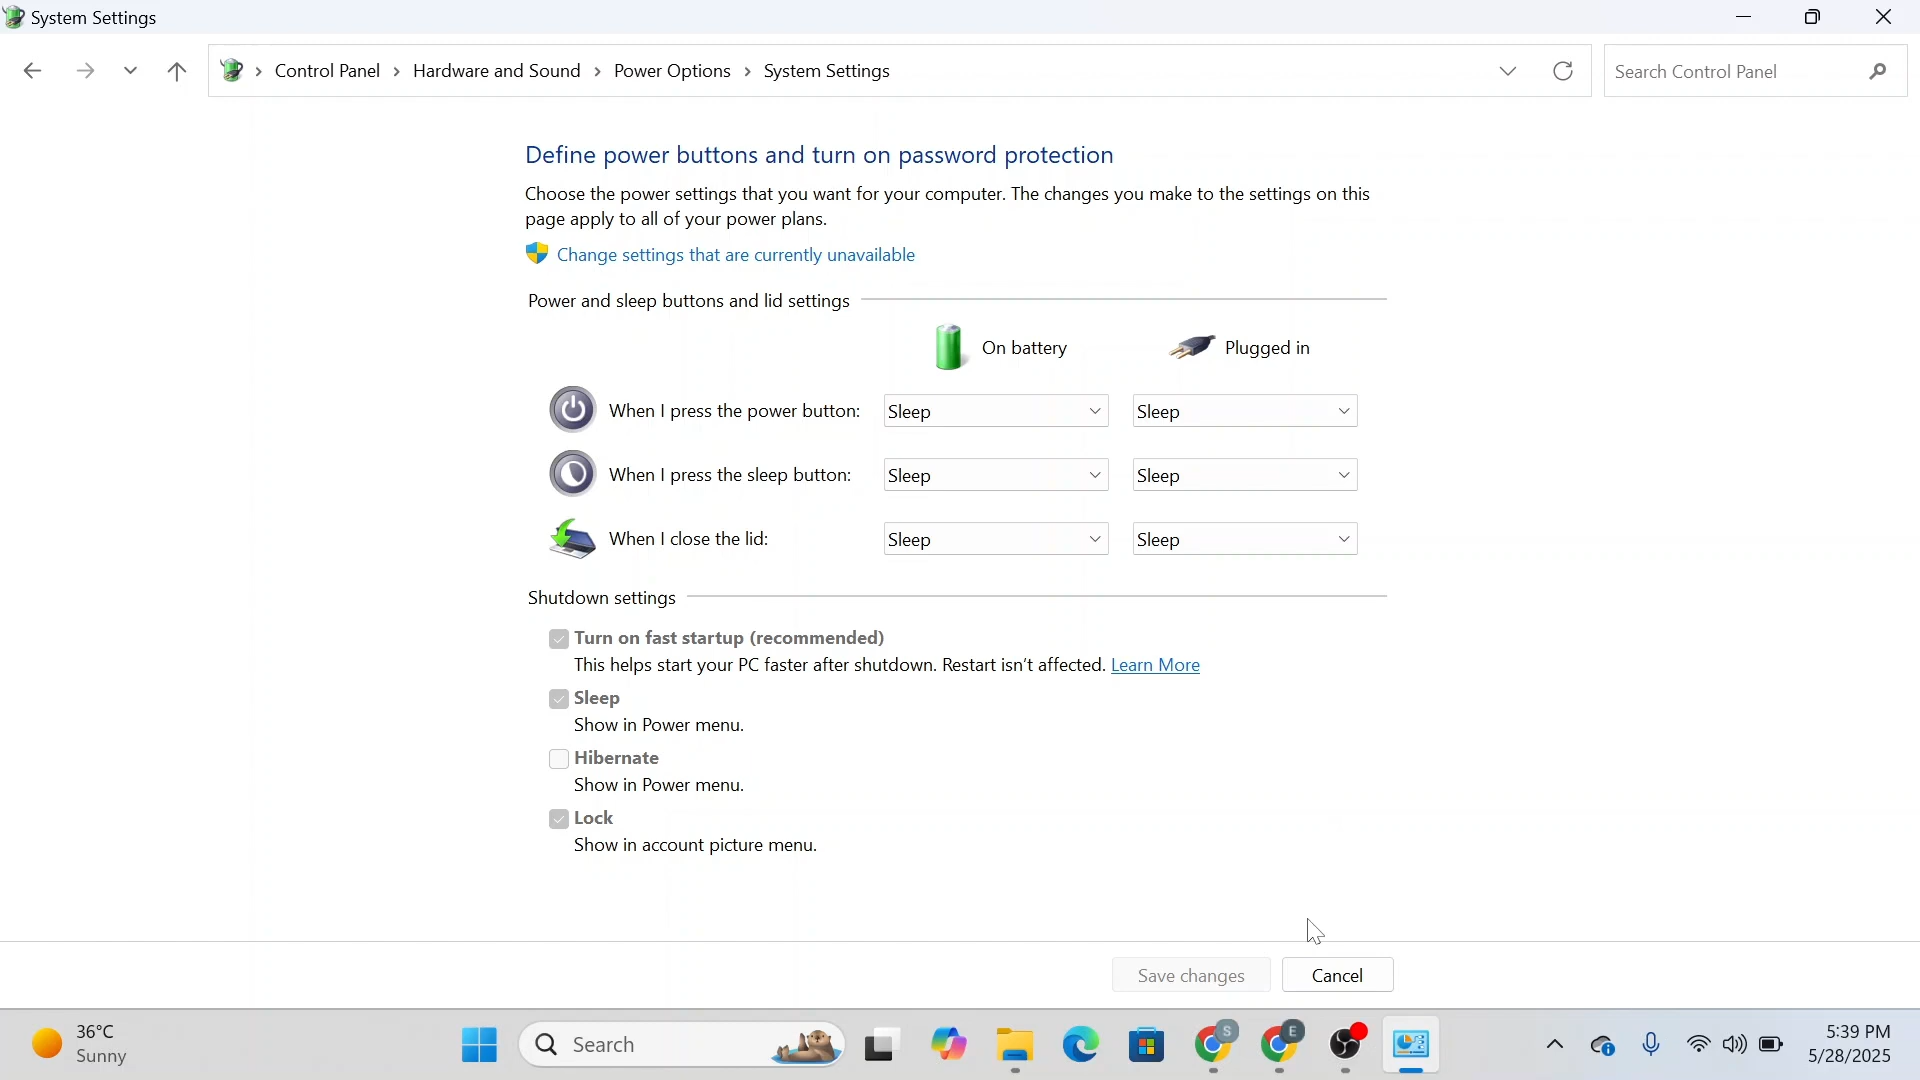 System Settings
Control Panel > Hardware and Sound > Power Options > System Settings
Search Control Panel
Define power buttons and turn on password protection
Choose the power settings that you want for your computer. The changes you make to the settings on this
page apply to all of your power plans.
Change settings that are currently unavailable
Power and sleep buttons and lid settings
On battery Plugged in
When I press the power button: Sleep Sleep
When I press the sleep button: Sleep Sleep
When I close the lid: Sleep Sleep
Shutdown settings
Turn on fast startup (recommended)
This helps start your PC faster after shutdown. Restart isn't affected. Learn More
Sleep
Show in Power menu.
Hibernate
Show in Power menu.
Lock
Show in account picture menu.
Save changes Cancel
36°C
Sunny
Search
S
E
5:39 PM
5/28/2025